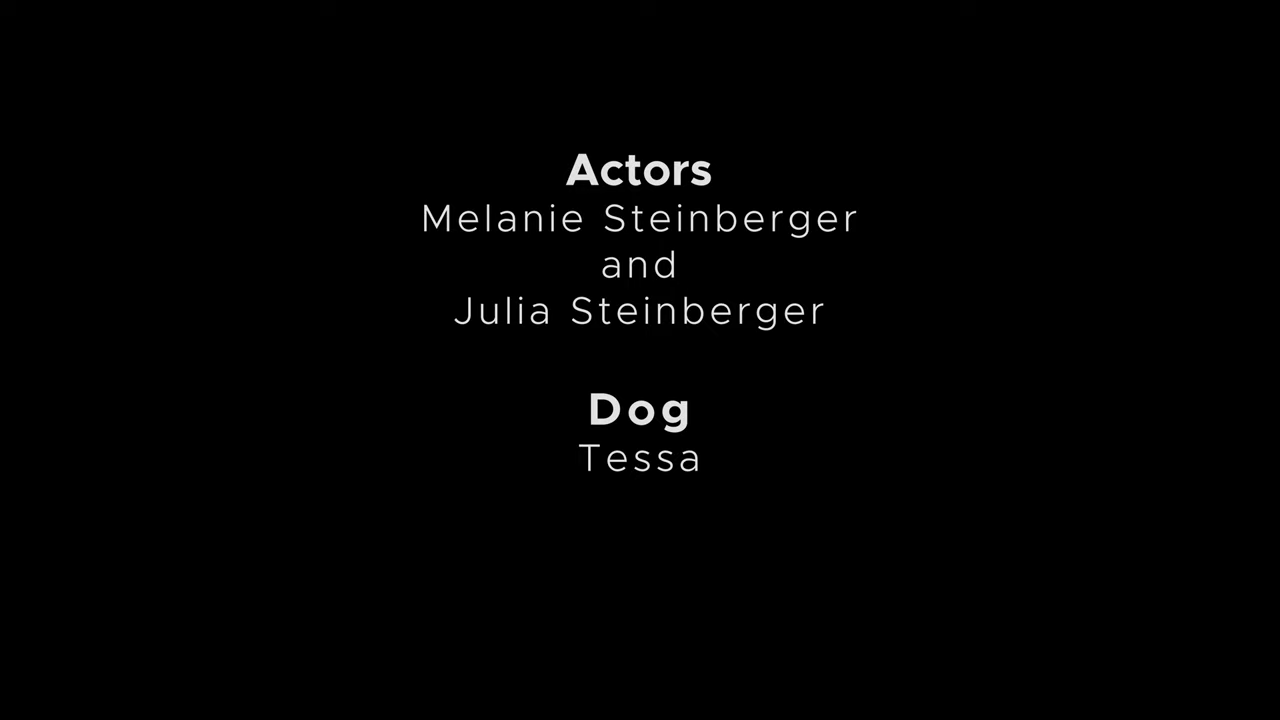 Actors
Melanie Steinberger
and
Julia Steinberger
Dog
Tessa